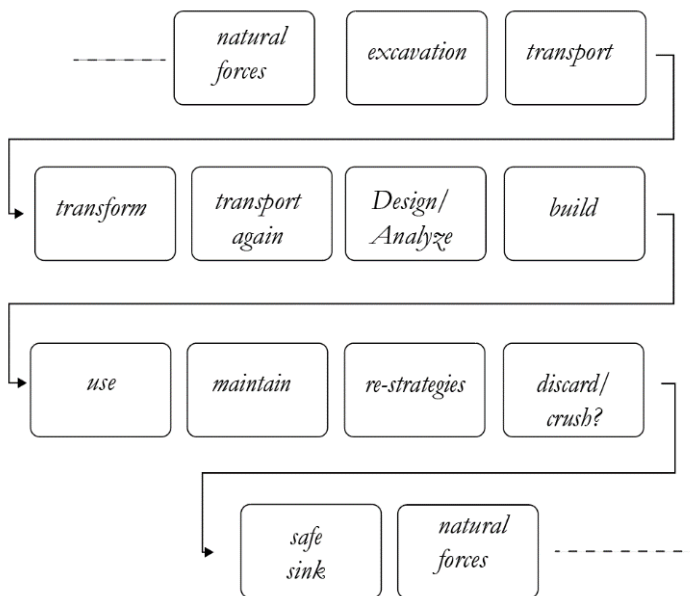 natural
forces
excavation
transport
transform
transport
again
Design/
Analyze
build
use
maintain
re-strategies
discard/
crush?
safe
sink
natural
forces